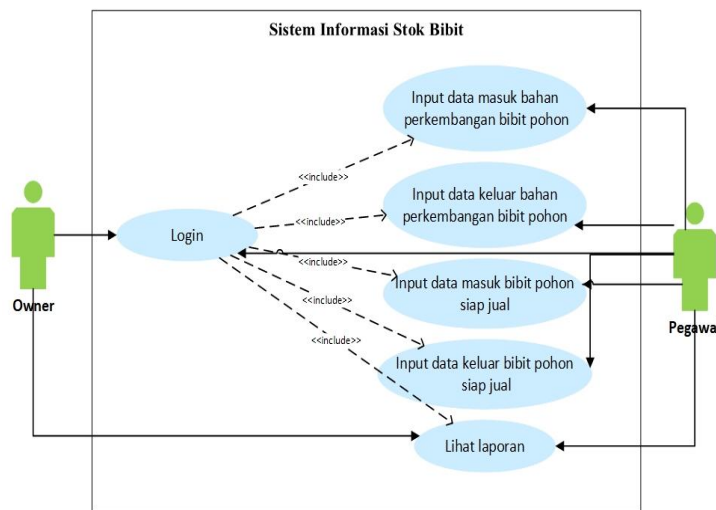 Sistem Informasi Stok Bibit
Input data masuk bahan
perkembangan bibit pohon
<<include>>
Input data keluar bahan
perkembangan bibit pohon
<<include>>
Login
Owner
<<include>>
Input data masuk bibit pohon
siap jual
Pegawa
<<include>>
<<include>>
Input data keluar bibit pohon
siap jual
Lihat laporan